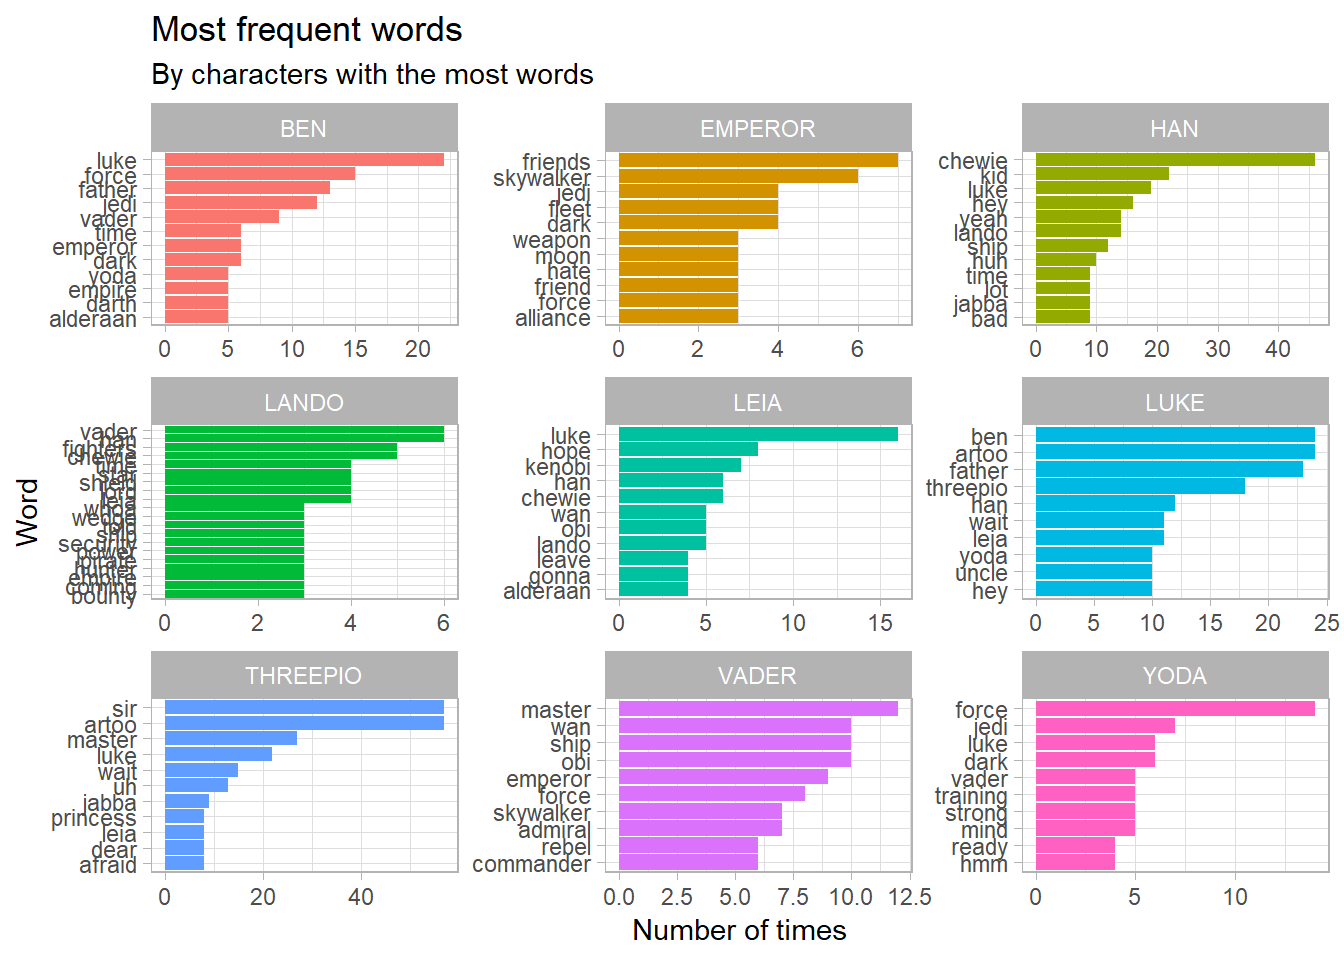 Most frequent words
By characters with the most words
BEN
EMPEROR
HAN
luke
force
father
jedi
vader
time
emperor
dark
yoda
empire
darth
alderaan
0 5 10 15 20
friends
skywalker
jedi
fleet
dark
weapon
moon
hate
friend
force
alliance
0 2 4 6
chewie
kid
luke
hey
yeah
lando
ship
huh
time
lot
jabba
bad
0 10 20 30 40
LANDO
LEIA
LUKE
vader
han
fighters
chewie
time
star
shield
lord
leia
whoa
wedge
ship
security
power
pirate
hunter
empire
coming
bounty
0 2 4 6
luke
hope
kenobi
han
chewie
wan
obi
lando
leave
gonna
alderaan
0 5 10 15
ben
artoo
father
threepio
han
wait
leia
yoda
uncle
hey
0 5 10 15 20 25
THREEPIO
VADER
YODA
sir
artoo
master
luke
wait
uh
jabba
princess
leia
dear
afraid
0 20 40
master
wan
ship
obi
emperor
force
skywalker
admiral
rebel
commander
0.0 2.5 5.0 7.5 10.0 12.5
force
jedi
luke
dark
vader
training
strong
mind
ready
hmm
0 5 10
Word
Number of times